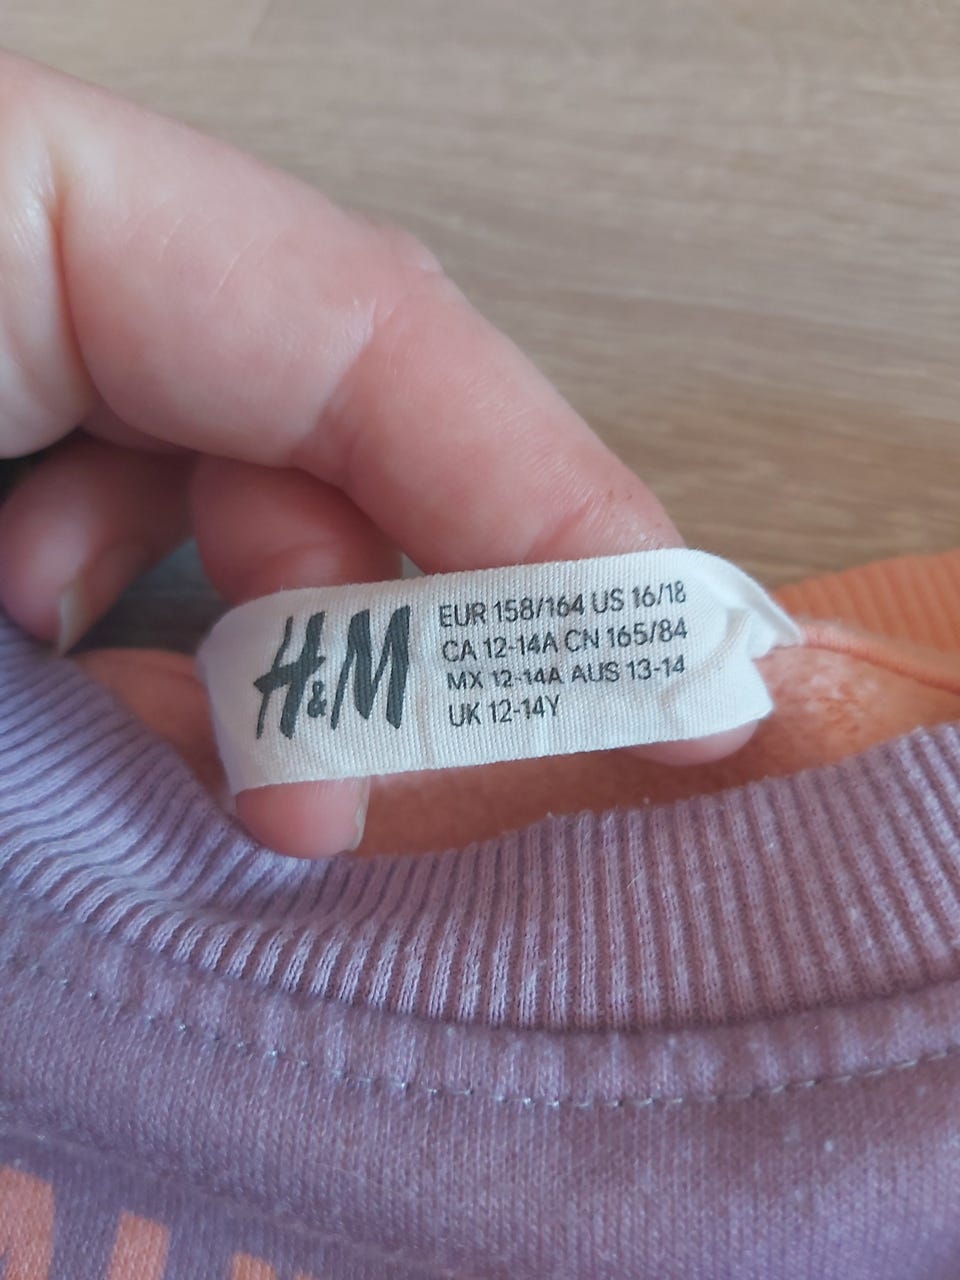 H&M
EUR 158/164 US 16/18
CA 12-14A CN 165/84
MX 12-14A AUS 13-14
UK 12-14Y